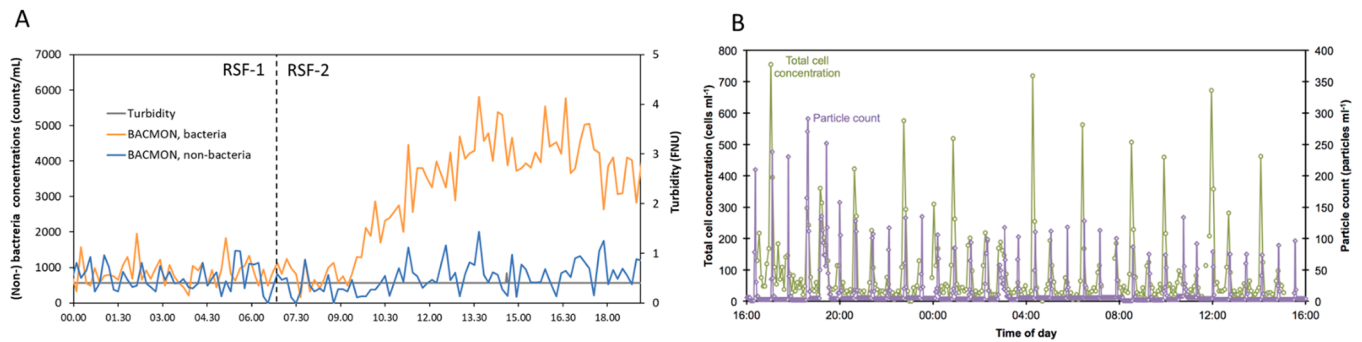 A
(Non-) bacteria concentrations (counts/mL)
7000
6000
5000
4000
3000
2000
1000
0
RSF-1
RSF-2
Turbidity
BACMON, bacteria
BACMON, non-bacteria
00.00 01.30 03.00 04.30 06.00 07.30 09.00 10.30 12.00 13.30 15.00 16.30 18.00
5
4
3
2
1
0
Turbidity (FNU)
B
Total cell concentration (cells ml⁻¹)
800
700
600
500
400
300
200
100
0
Total cell
concentration
Particle count
16:00 20:00 00:00 04:00 08:00 12:00 16:00
Time of day
400
350
300
250
200
150
100
50
0
Particle count (particles ml⁻¹)